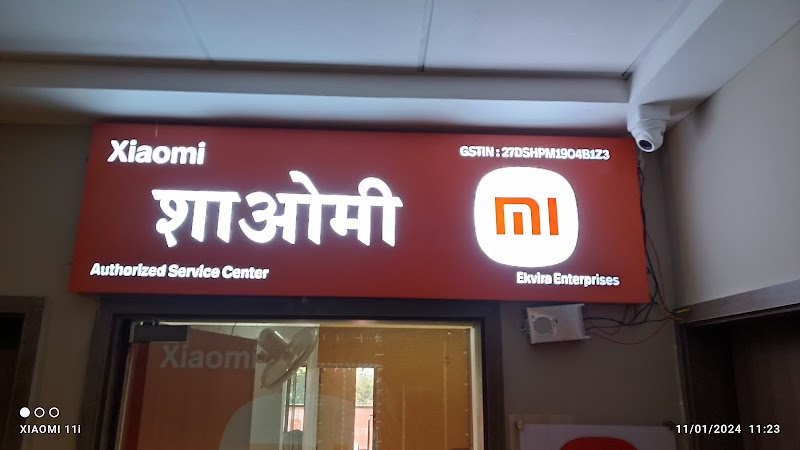 Xiaomi
GSTIN : 27DSHPM1904B1Z3
शाओमी
mi
Authorized Service Center
Ekvira Enterprises
Xiaomi
XIAOMI 11i
11/01/2024 11:23